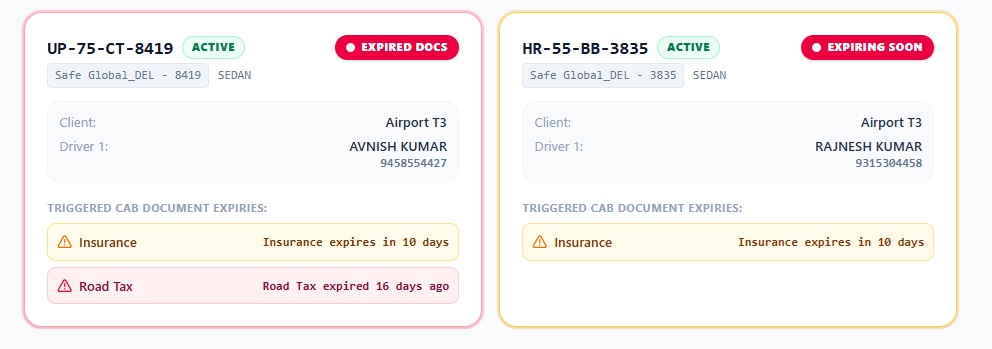 UP-75-CT-8419 ACTIVE EXPIRED DOCS
Safe Global_DEL - 8419 SEDAN
Client: Airport T3
Driver 1: AVNISH KUMAR
9458554427
TRIGGERED CAB DOCUMENT EXPIRIES:
Insurance Insurance expires in 10 days
Road Tax Road Tax expired 16 days ago
HR-55-BB-3835 ACTIVE EXPIRING SOON
Safe Global_DEL - 3835 SEDAN
Client: Airport T3
Driver 1: RAJNESH KUMAR
9315304458
TRIGGERED CAB DOCUMENT EXPIRIES:
Insurance Insurance expires in 10 days